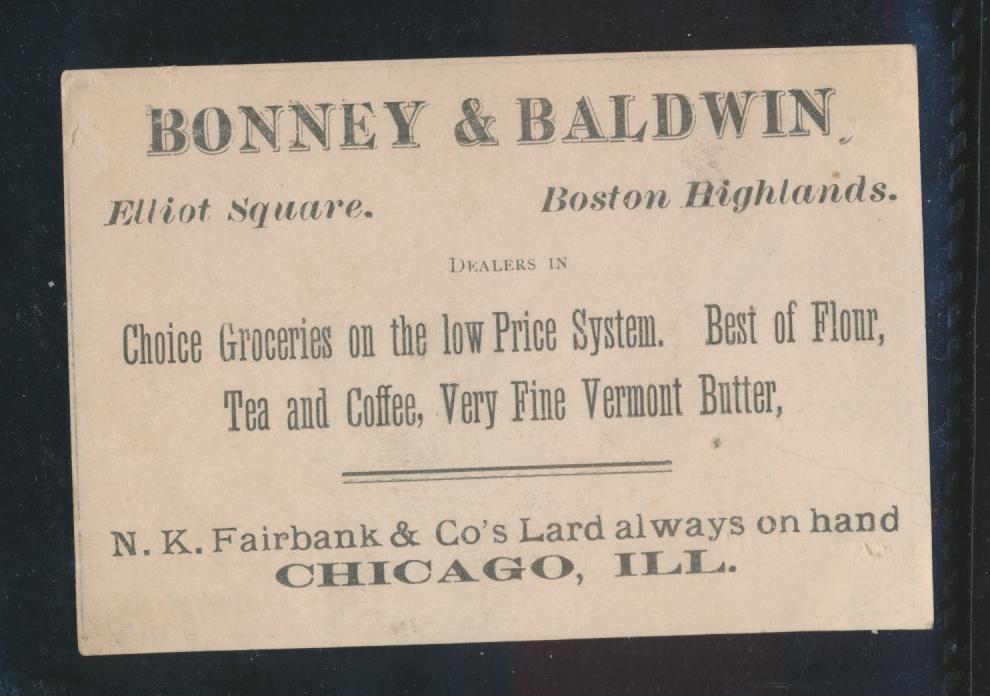 BONNEY & BALDWIN,
Elliot Square. Boston Highlands.
DEALERS IN
Choice Groceries on the low Price System. Best of Flour,
Tea and Coffee, Very Fine Vermont Butter,
N. K. Fairbank & Co's Lard always on hand
CHICAGO, ILL.